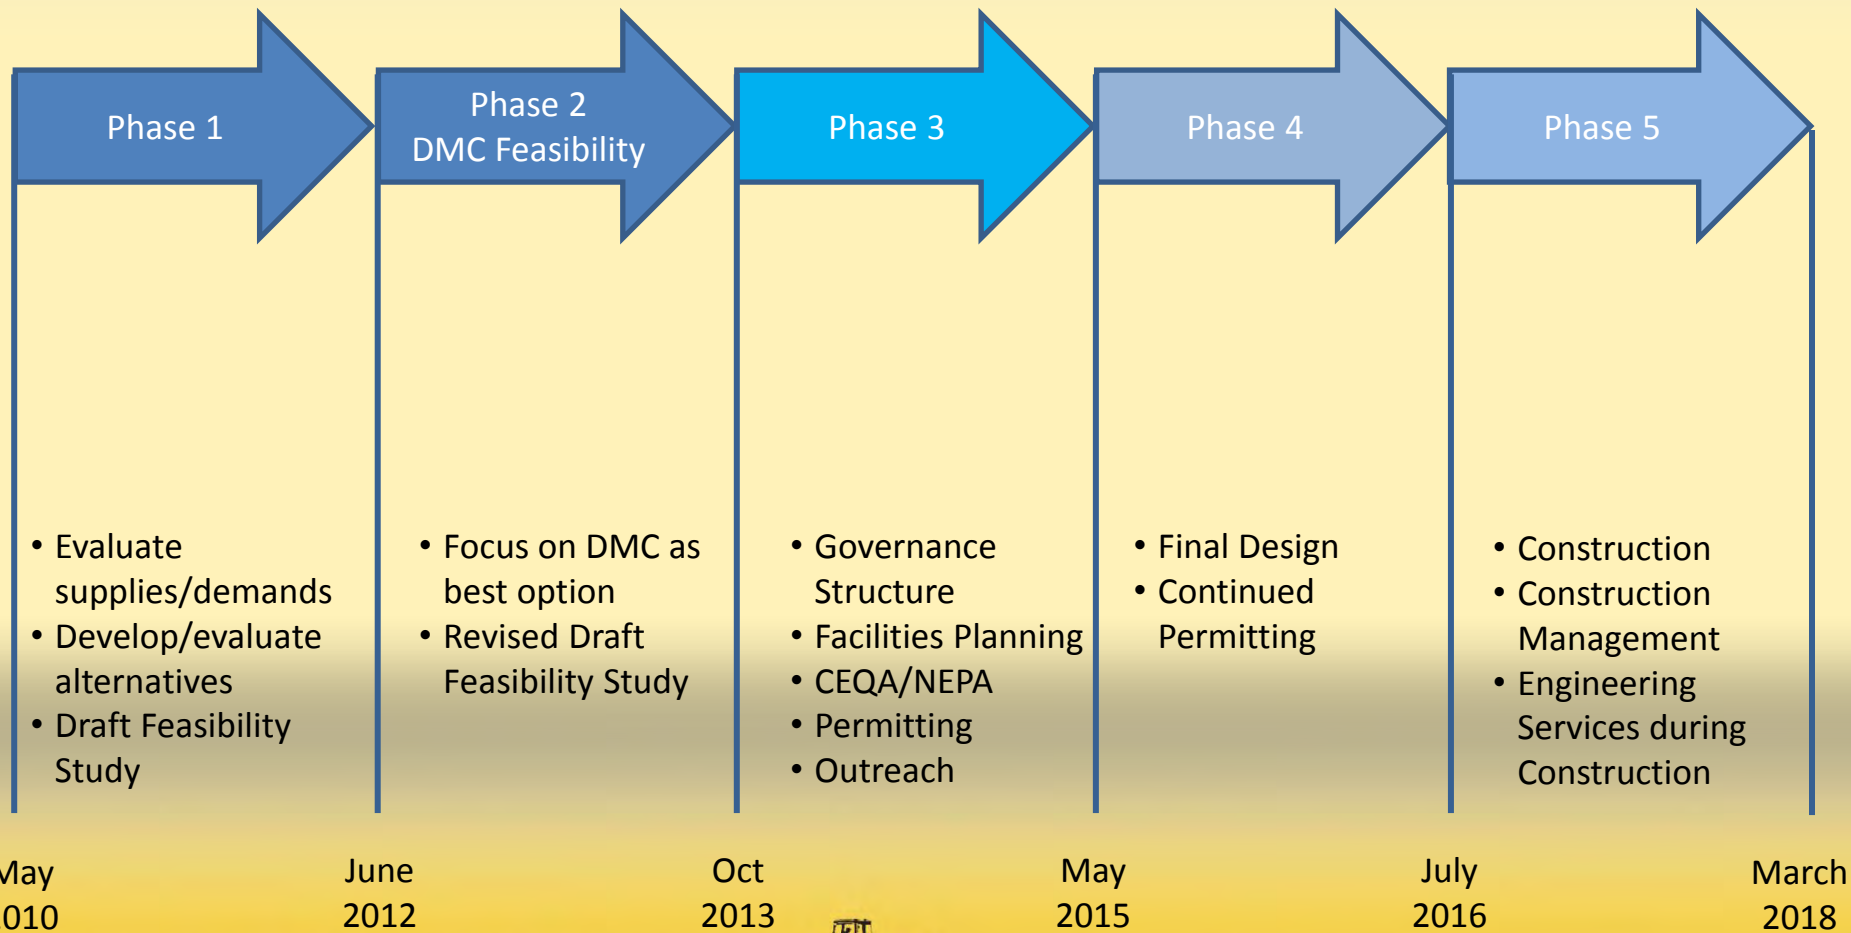 Phase 1
Phase 2
DMC Feasibility
Phase 3
Phase 4
Phase 5
• Evaluate
supplies/demands
• Develop/evaluate
alternatives
• Draft Feasibility
Study
• Focus on DMC as
best option
• Revised Draft
Feasibility Study
• Governance
Structure
• Facilities Planning
• CEQA/NEPA
• Permitting
• Outreach
• Final Design
• Continued
Permitting
• Construction
• Construction
Management
• Engineering
Services during
Construction
May
2010
June
2012
Oct
2013
May
2015
July
2016
March
2018